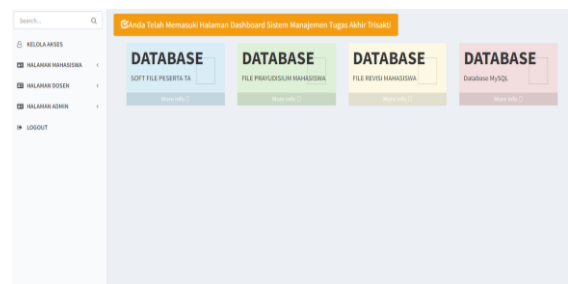 Search...
Anda Telah Memasuki Halaman Dashboard Sistem Manajemen Tugas Akhir Trisakti
KELOLA AKSES
HALAMAN MAHASISWA
HALAMAN DOSEN
HALAMAN ADMIN
LOGOUT
DATABASE
SOFT FILE PESERTA TA
More Info
DATABASE
FILE PRAYUDISIUM MAHASISWA
More Info
DATABASE
FILE REVISI MAHASISWA
More Info
DATABASE
Database MySQL
More Info